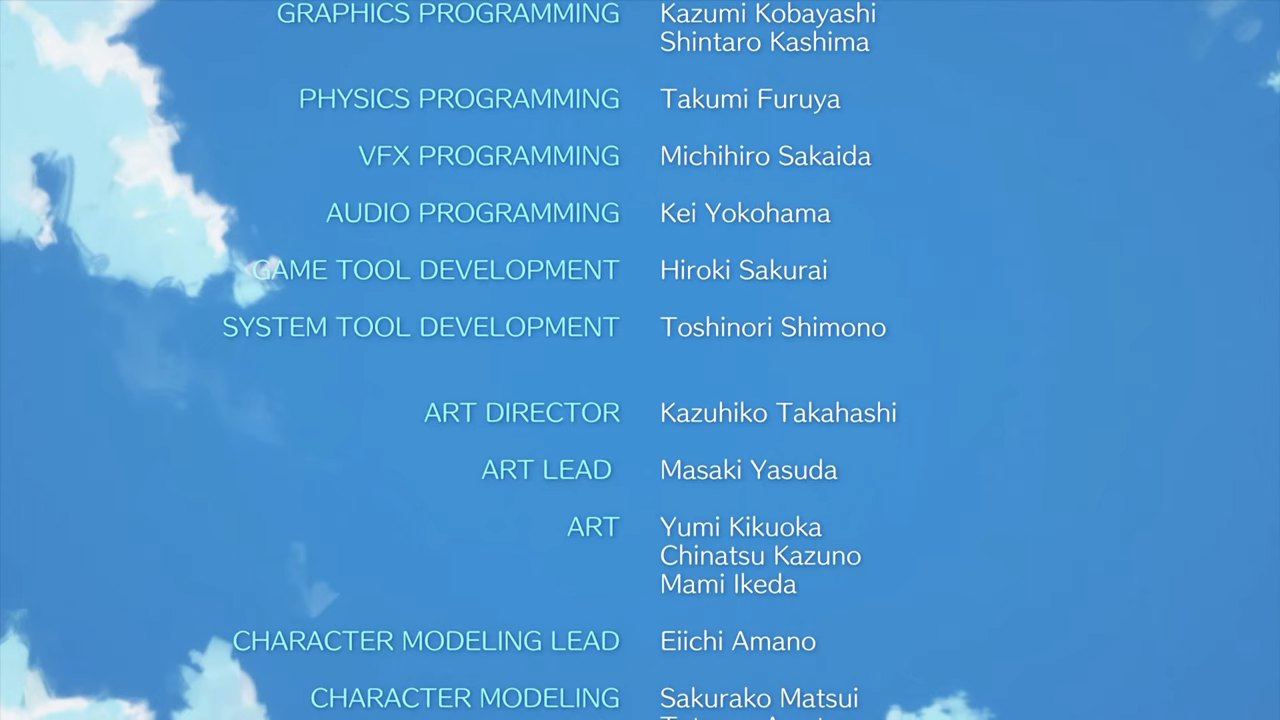 GRAPHICS PROGRAMMING Kazumi Kobayashi
Shintaro Kashima
PHYSICS PROGRAMMING Takumi Furuya
VFX PROGRAMMING Michihiro Sakaida
AUDIO PROGRAMMING Kei Yokohama
GAME TOOL DEVELOPMENT Hiroki Sakurai
SYSTEM TOOL DEVELOPMENT Toshinori Shimono
ART DIRECTOR Kazuhiko Takahashi
ART LEAD Masaki Yasuda
ART Yumi Kikuoka
Chinatsu Kazuno
Mami Ikeda
CHARACTER MODELING LEAD Eiichi Amano
CHARACTER MODELING Sakurako Matsui